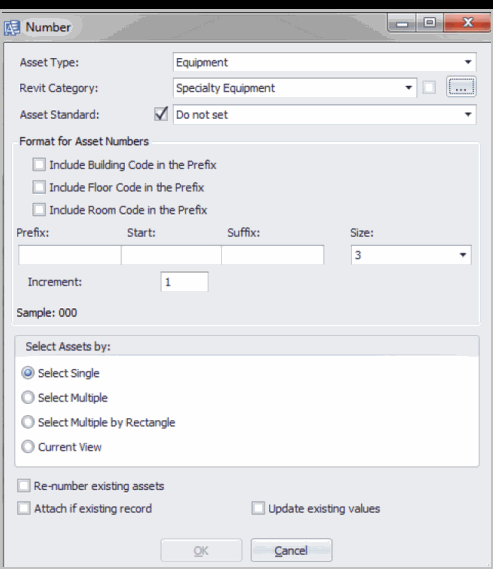 Number
Asset Type: Equipment
Revit Category: Specialty Equipment ...
Asset Standard: Do not set
Format for Asset Numbers
Include Building Code in the Prefix
Include Floor Code in the Prefix
Include Room Code in the Prefix
Prefix: Start: Suffix: Size:
3
Increment: 1
Sample: 000
Select Assets by:
Select Single
Select Multiple
Select Multiple by Rectangle
Current View
Re-number existing assets
Attach if existing record Update existing values
OK Cancel